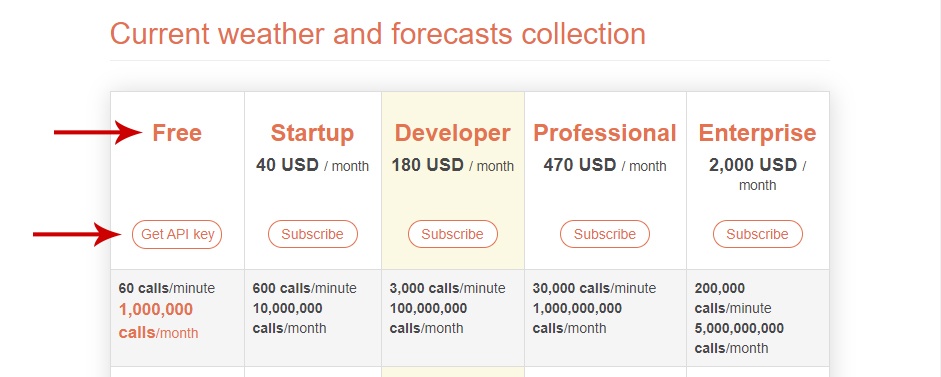 Current weather and forecasts collection
Free
Startup
40 USD / month
Developer
180 USD / month
Professional
470 USD / month
Enterprise
2,000 USD /
month
Get API key
Subscribe
Subscribe
Subscribe
Subscribe
60 calls/minute
1,000,000
calls/month
600 calls/minute
10,000,000
calls/month
3,000 calls/minute
100,000,000
calls/month
30,000 calls/minute
1,000,000,000
calls/month
200,000
calls/minute
5,000,000,000
calls/month